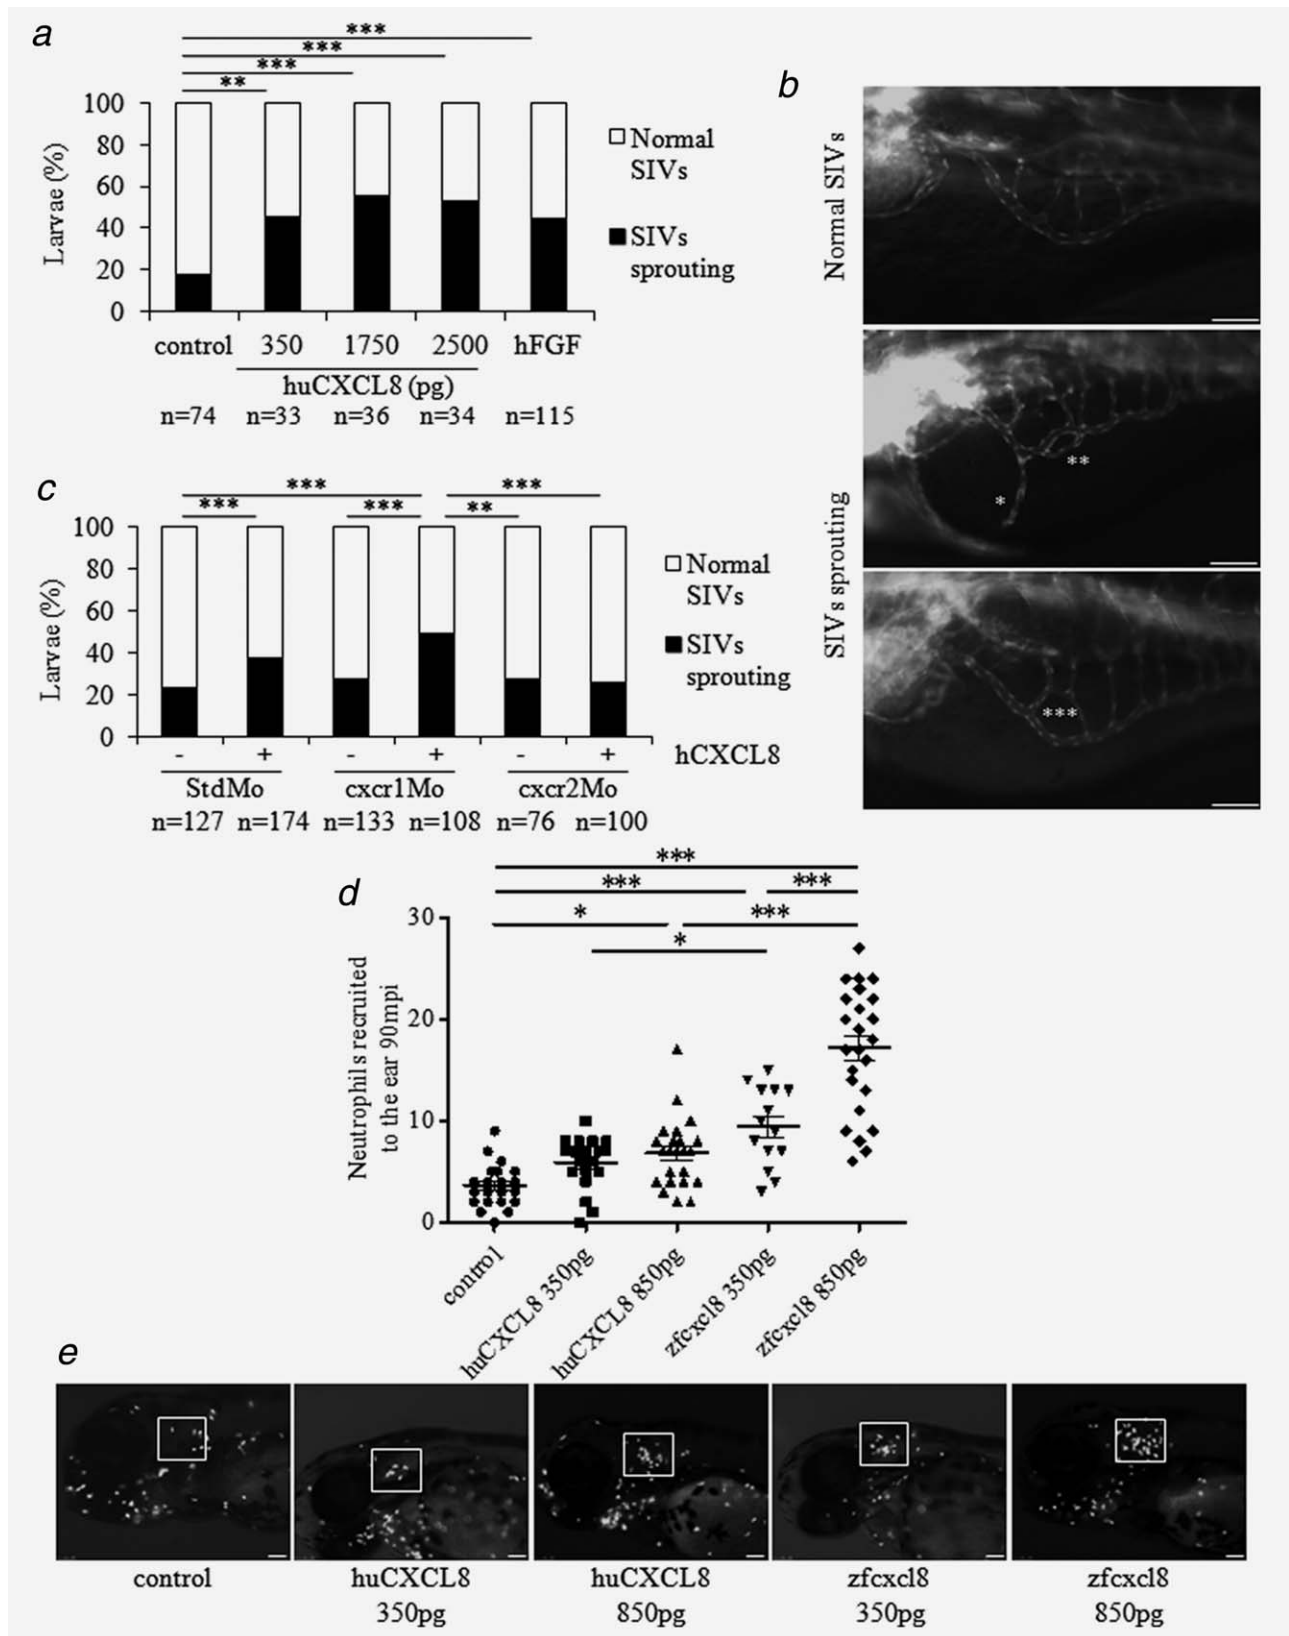 a
***
***
***
**
100
80
60
40
20
0
Larvae (%)
Normal
SIVs
SIVs
sprouting
control 350 1750 2500 hFGF
huCXCL8 (pg)
n=74 n=33 n=36 n=34 n=115
b
Normal SIVs
SIVs sprouting
*
**
***
c
*** ***
*** *** **
100
80
60
40
20
0
Larvae (%)
Normal
SIVs
SIVs
sprouting
- + - + - + hCXCL8
StdMo cxcr1Mo cxcr2Mo
n=127 n=174 n=133 n=108 n=76 n=100
d
***
*** ***
* ***
*
30
20
10
0
Neutrophils recruited
to the ear 90mpi
control
huCXCL8 350pg
huCXCL8 850pg
zfcxcl8 350pg
zfcxcl8 850pg
e
control huCXCL8 huCXCL8 zfcxcl8 zfcxcl8
350pg 850pg 350pg 850pg